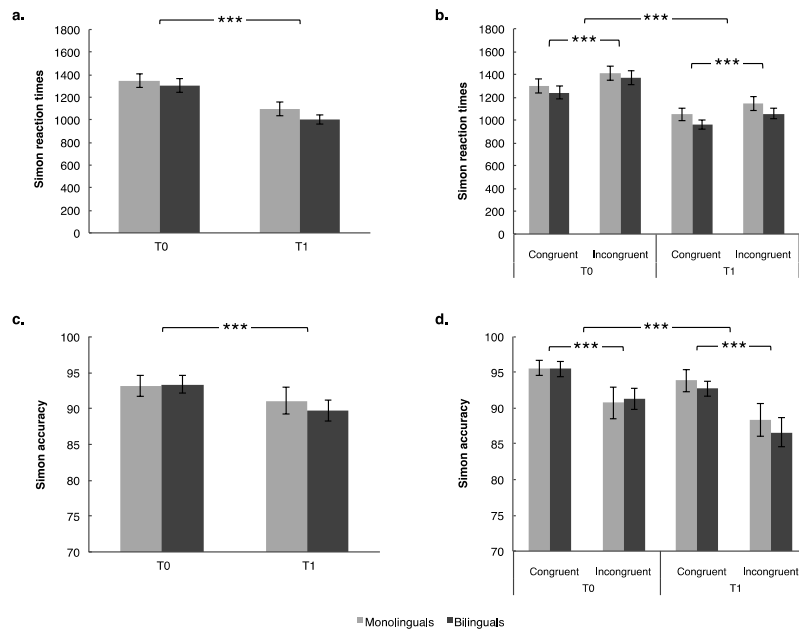 a.
***
Simon reaction times
1800
1600
1400
1200
1000
800
600
400
200
0
T0
T1
b.
***
***
***
Simon reaction times
1800
1600
1400
1200
1000
800
600
400
200
0
Congruent
Incongruent
Congruent
Incongruent
T0
T1
c.
***
Simon accuracy
100
95
90
85
80
75
70
T0
T1
d.
***
***
***
Simon accuracy
100
95
90
85
80
75
70
Congruent
Incongruent
Congruent
Incongruent
T0
T1
Monolinguals
Bilinguals